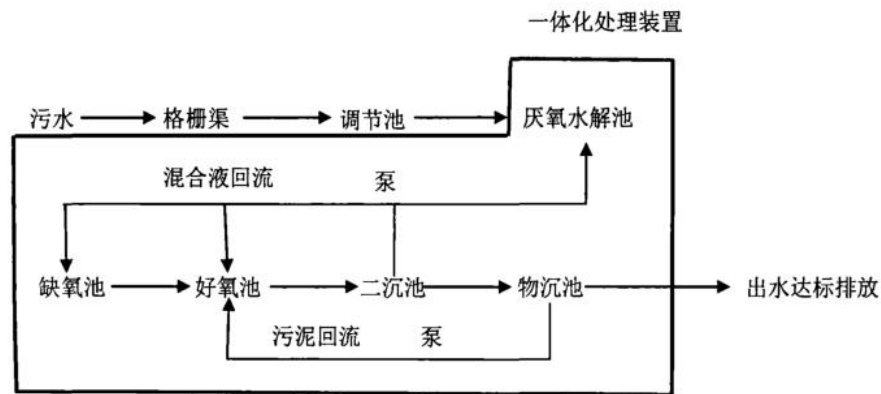 一体化处理装置
污水 格栅渠 调节池 厌氧水解池
混合液回流 泵
缺氧池 好氧池 二沉池 物沉池 出水达标排放
污泥回流 泵